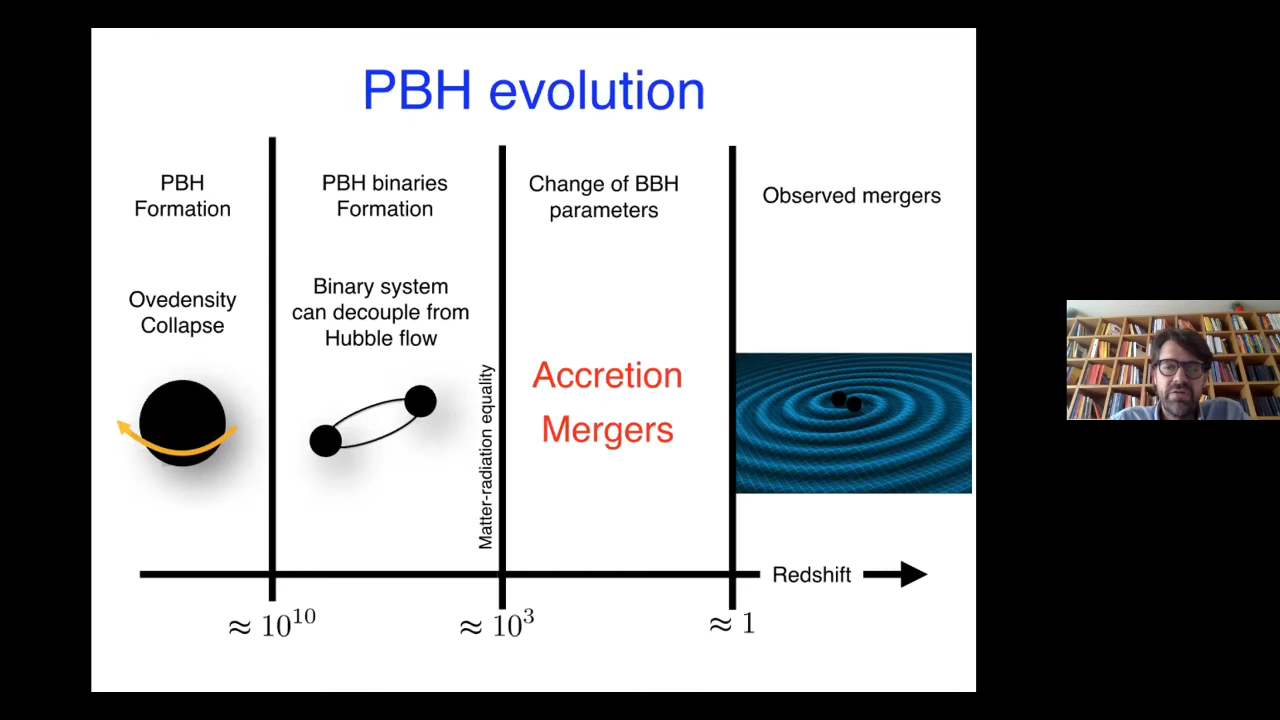 PBH evolution
PBH
Formation
PBH binaries
Formation
Change of BBH
parameters
Observed mergers
Ovedensity
Collapse
Binary system
can decouple from
Hubble flow
Matter-radiation equality
Accretion
Mergers
Redshift
≈ 10¹⁰
≈ 10³
≈ 1